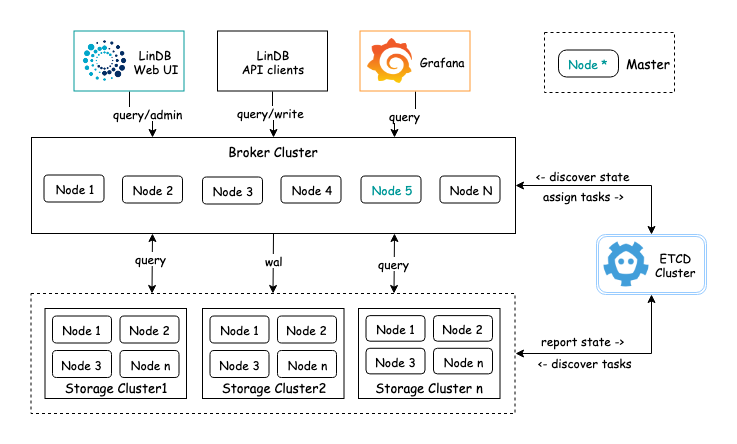 LinDB
Web UI
LinDB
API clients
Grafana
Node *
Master
query/admin
query/write
query
Broker Cluster
Node 1
Node 2
Node 3
Node 4
Node 5
Node N
<- discover state
assign tasks ->
ETCD
Cluster
query
wal
query
Node 1
Node 2
Node 3
Node n
Storage Cluster1
Node 1
Node 2
Node 3
Node n
Storage Cluster2
Node 1
Node 2
Node 3
Node n
Storage Cluster n
report state ->
<- discover tasks